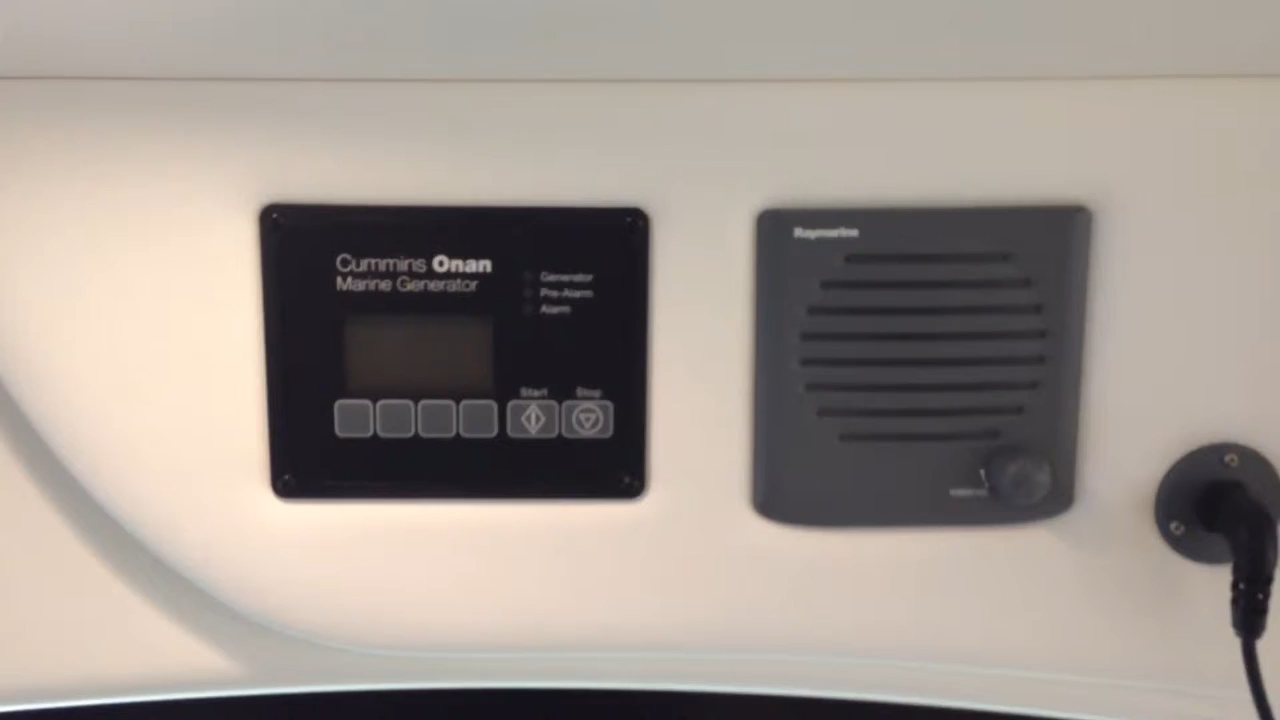 Cummins Onan
Marine Generator
Generator
Pre-Alarm
Alarm
Start
Stop
Raymarine